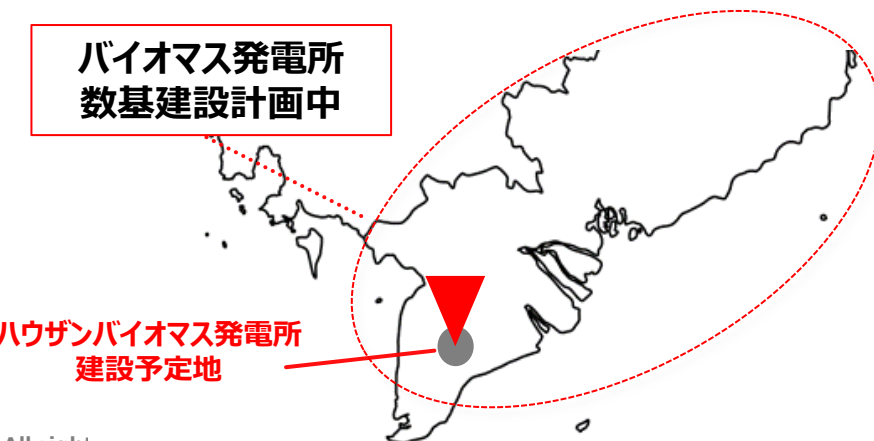 バイオマス発電所
数基建設計画中
ハウザンバイオマス発電所
建設予定地